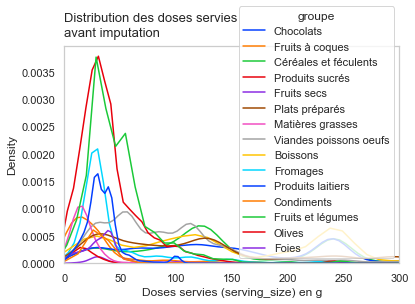 Distribution des doses servies
avant imputation
groupe
Chocolats
Fruits à coques
Céréales et féculents
Produits sucrés
Fruits secs
Plats préparés
Matières grasses
Viandes poissons oeufs
Boissons
Fromages
Produits laitiers
Condiments
Fruits et légumes
Olives
Foies
Density
0.0035
0.0030
0.0025
0.0020
0.0015
0.0010
0.0005
0.0000
0 50 100 150 200 250 300
Doses servies (serving_size) en g